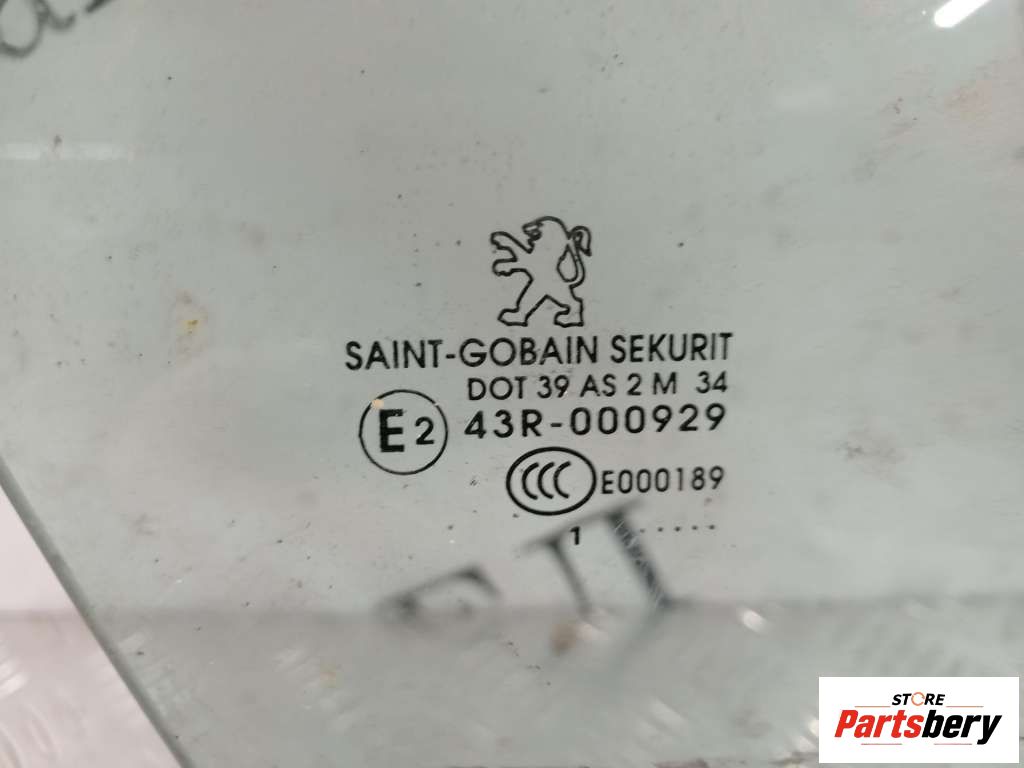 SAINT-GOBAIN SEKURIT
DOT 39 AS 2 M 34
E2 43R-000929
CCC E000189
1 ......
STORE
Partsbery